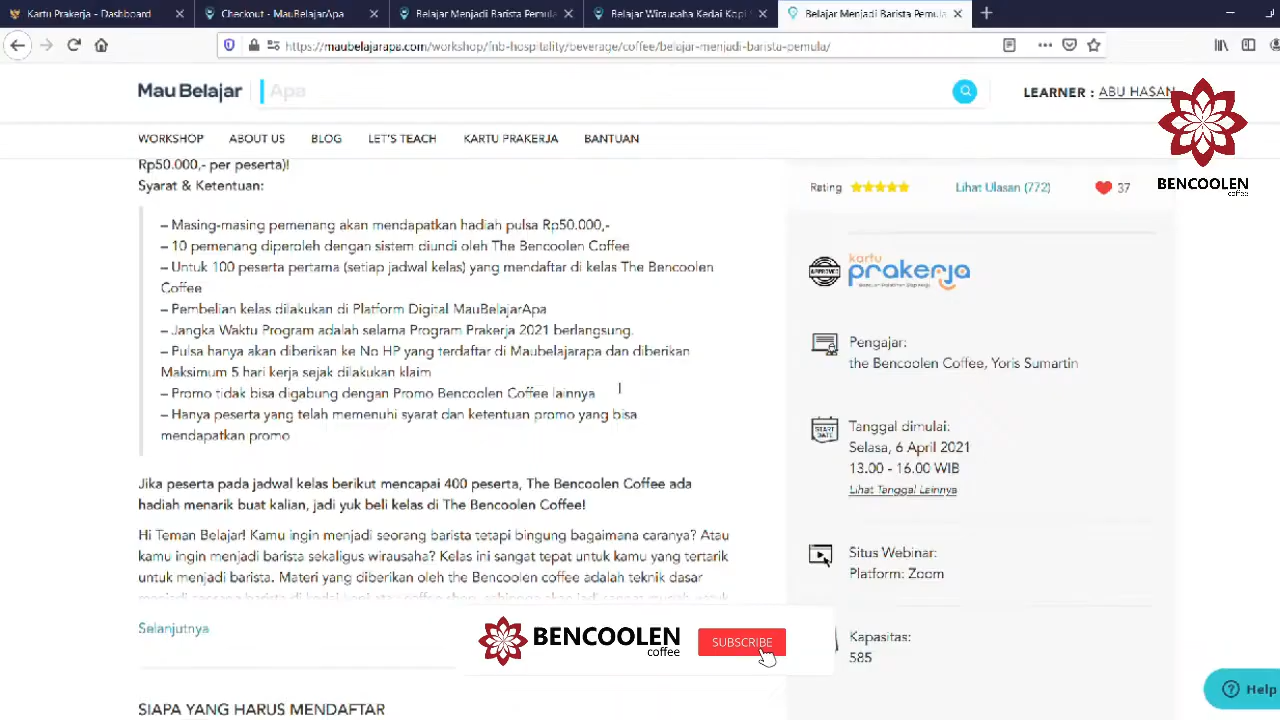 Kartu Prakerja - Dashboard
Checkout - MauBelajarApa
Belajar Menjadi Barista Pemula
Belajar Wirausaha Kedai Kopi
Belajar Menjadi Barista Pemula
https://maubelajarapa.com/workshop/fnb-hospitality/beverage/coffee/belajar-menjadi-barista-pemula/
Mau Belajar Apa
LEARNER : ABU HASAN
BENCOOLEN
coffee
WORKSHOP ABOUT US BLOG LET'S TEACH KARTU PRAKERJA BANTUAN
Rp50.000,- per peserta)!
Syarat & Ketentuan:
– Masing-masing pemenang akan mendapatkan hadiah pulsa Rp50.000,-
– 10 pemenang diperoleh dengan sistem diundi oleh The Bencoolen Coffee
– Untuk 100 peserta pertama (setiap jadwal kelas) yang mendaftar di kelas The Bencoolen
Coffee
– Pembelian kelas dilakukan di Platform Digital MauBelajarApa
– Jangka Waktu Program adalah selama Program Prakerja 2021 berlangsung.
– Pulsa hanya akan diberikan ke No HP yang terdaftar di Maubelajarapa dan diberikan
Maksimum 5 hari kerja sejak dilakukan klaim
– Promo tidak bisa digabung dengan Promo Bencoolen Coffee lainnya
– Hanya peserta yang telah memenuhi syarat dan ketentuan promo yang bisa
mendapatkan promo
Jika peserta pada jadwal kelas berikut mencapai 400 peserta, The Bencoolen Coffee ada
hadiah menarik buat kalian, jadi yuk beli kelas di The Bencoolen Coffee!
Hi Teman Belajar! Kamu ingin menjadi seorang barista tetapi bingung bagaimana caranya? Atau
kamu ingin menjadi barista sekaligus wirausaha? Kelas ini sangat tepat untuk kamu yang tertarik
untuk menjadi barista. Materi yang diberikan oleh the Bencoolen coffee adalah teknik dasar
Selanjutnya
SIAPA YANG HARUS MENDAFTAR
Rating Lihat Ulasan (772) 37
APPROVED
kartu
prakerja
Pengajar:
the Bencoolen Coffee, Yoris Sumartin
START
DATE
Tanggal dimulai:
Selasa, 6 April 2021
13.00 - 16.00 WIB
Lihat Tanggal Lainnya
Situs Webinar:
Platform: Zoom
Kapasitas:
585
BENCOOLEN
coffee
SUBSCRIBE
Help